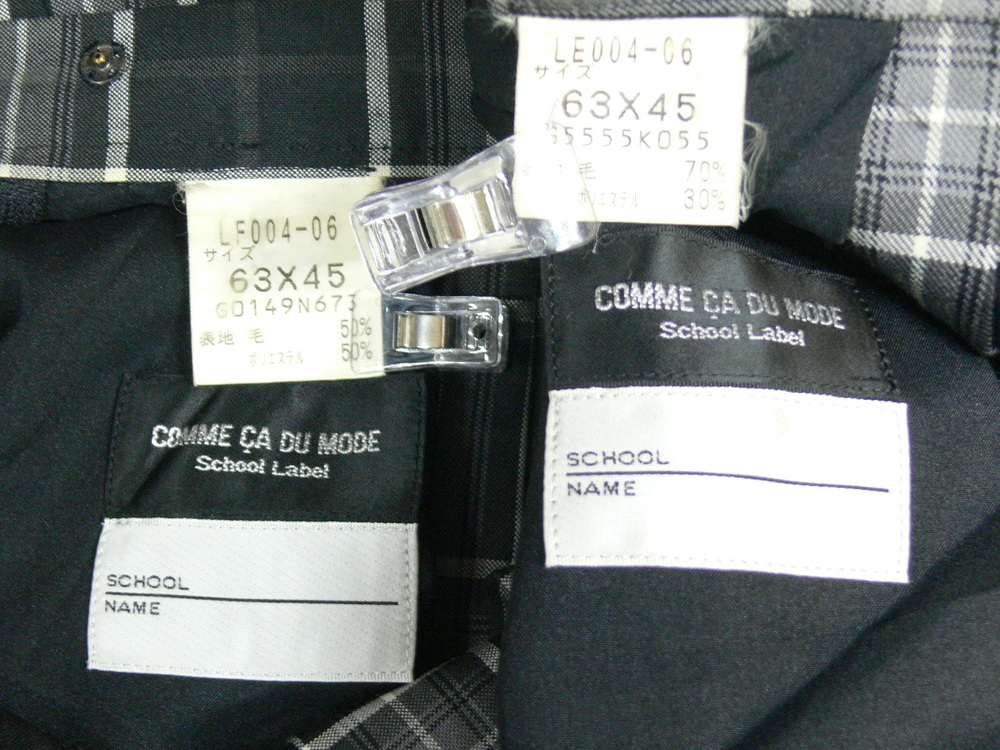 LE004-06
サイズ
63X45
G5555K055
毛 70%
ポリエステル 30%
COMME ÇA DU MODE
School Label
SCHOOL
NAME
LE004-06
サイズ
63X45
G0149N673
表地 毛 50%
ポリエステル 50%
COMME ÇA DU MODE
School Label
SCHOOL
NAME